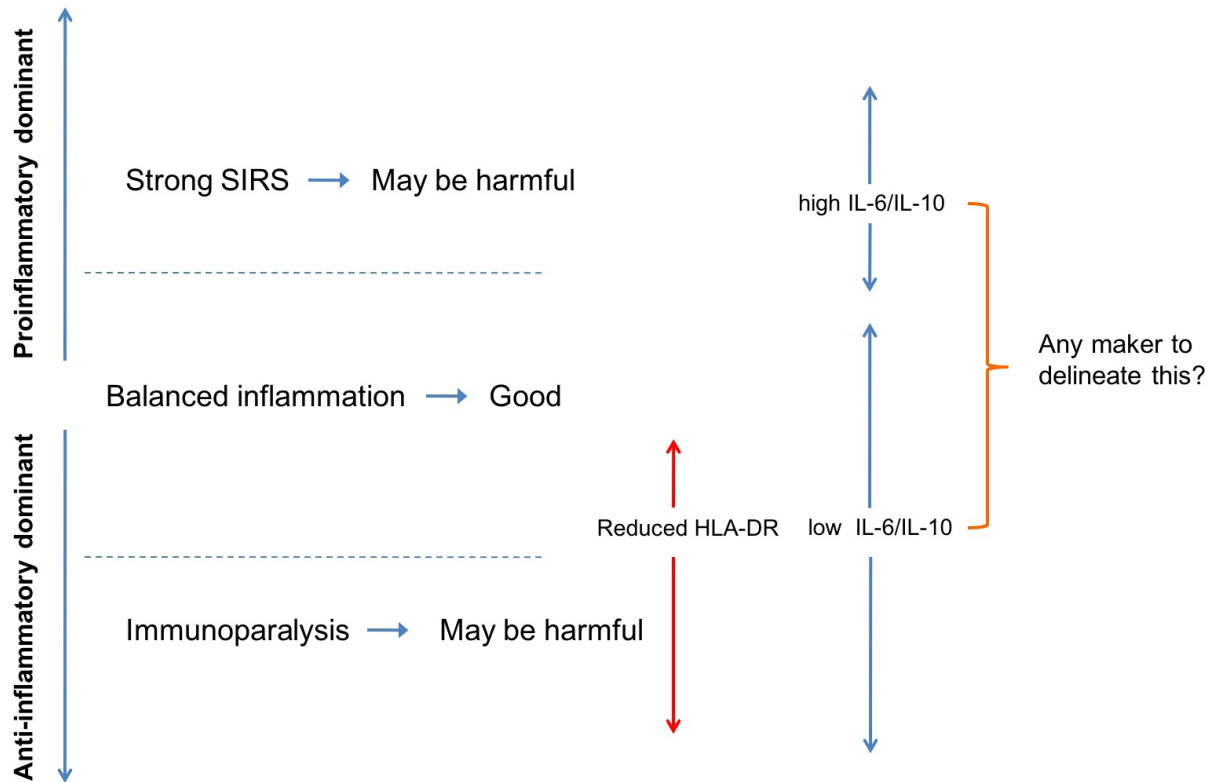 Proinflammatory dominant
Strong SIRS
May be harmful
high IL-6/IL-10
Any maker to
delineate this?
Balanced inflammation
Good
Anti-inflammatory dominant
Reduced HLA-DR
low IL-6/IL-10
Immunoparalysis
May be harmful